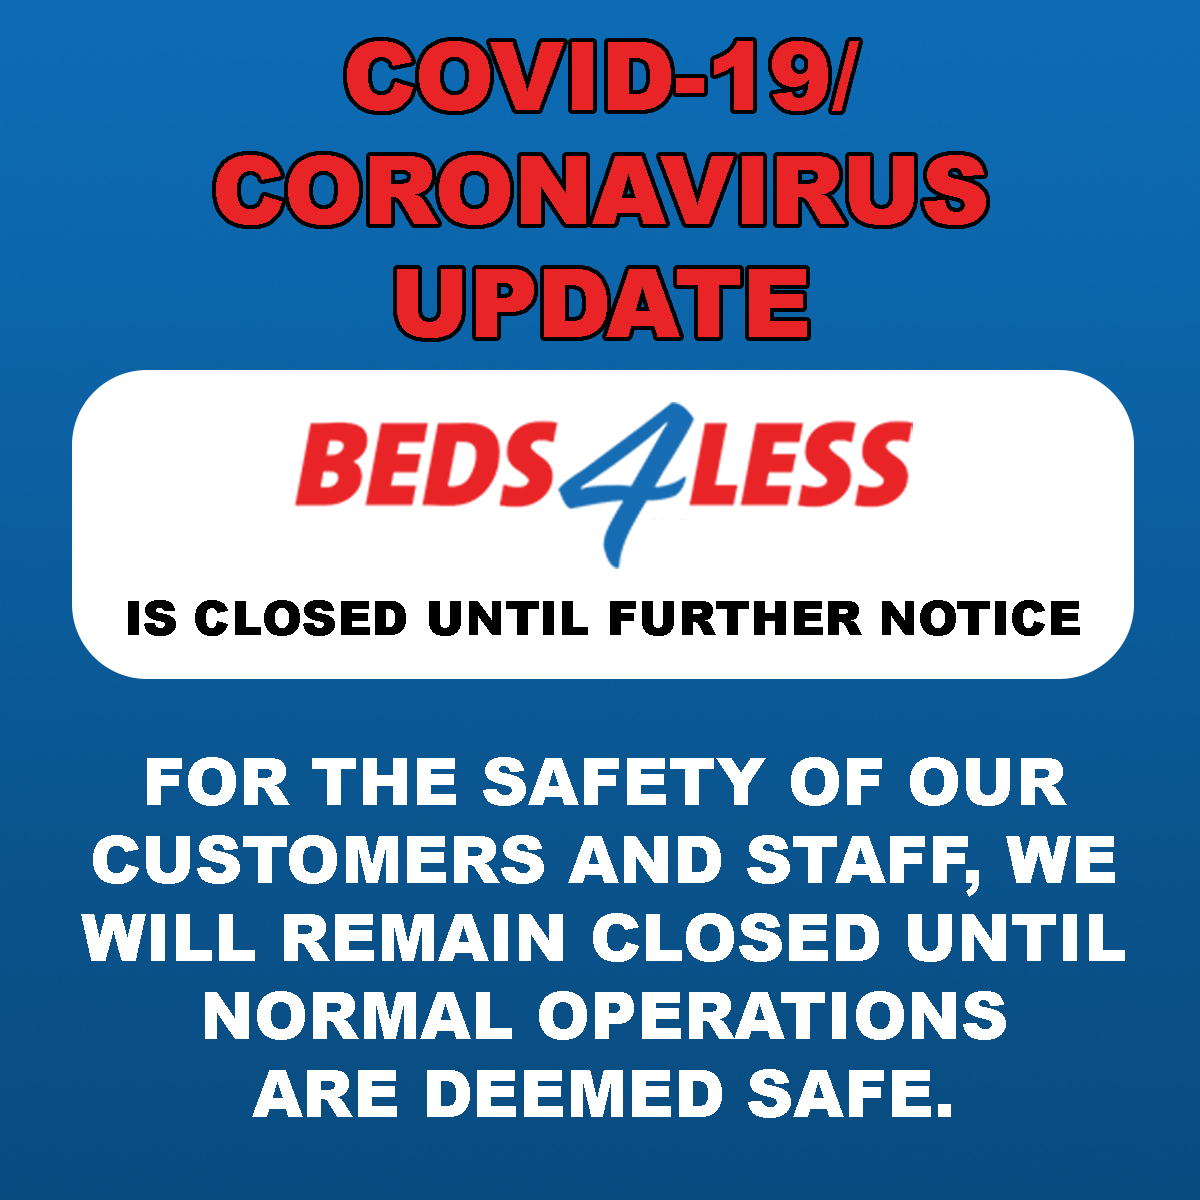 COVID-19/
CORONAVIRUS
UPDATE
BEDS4LESS
IS CLOSED UNTIL FURTHER NOTICE
FOR THE SAFETY OF OUR
CUSTOMERS AND STAFF, WE
WILL REMAIN CLOSED UNTIL
NORMAL OPERATIONS
ARE DEEMED SAFE.